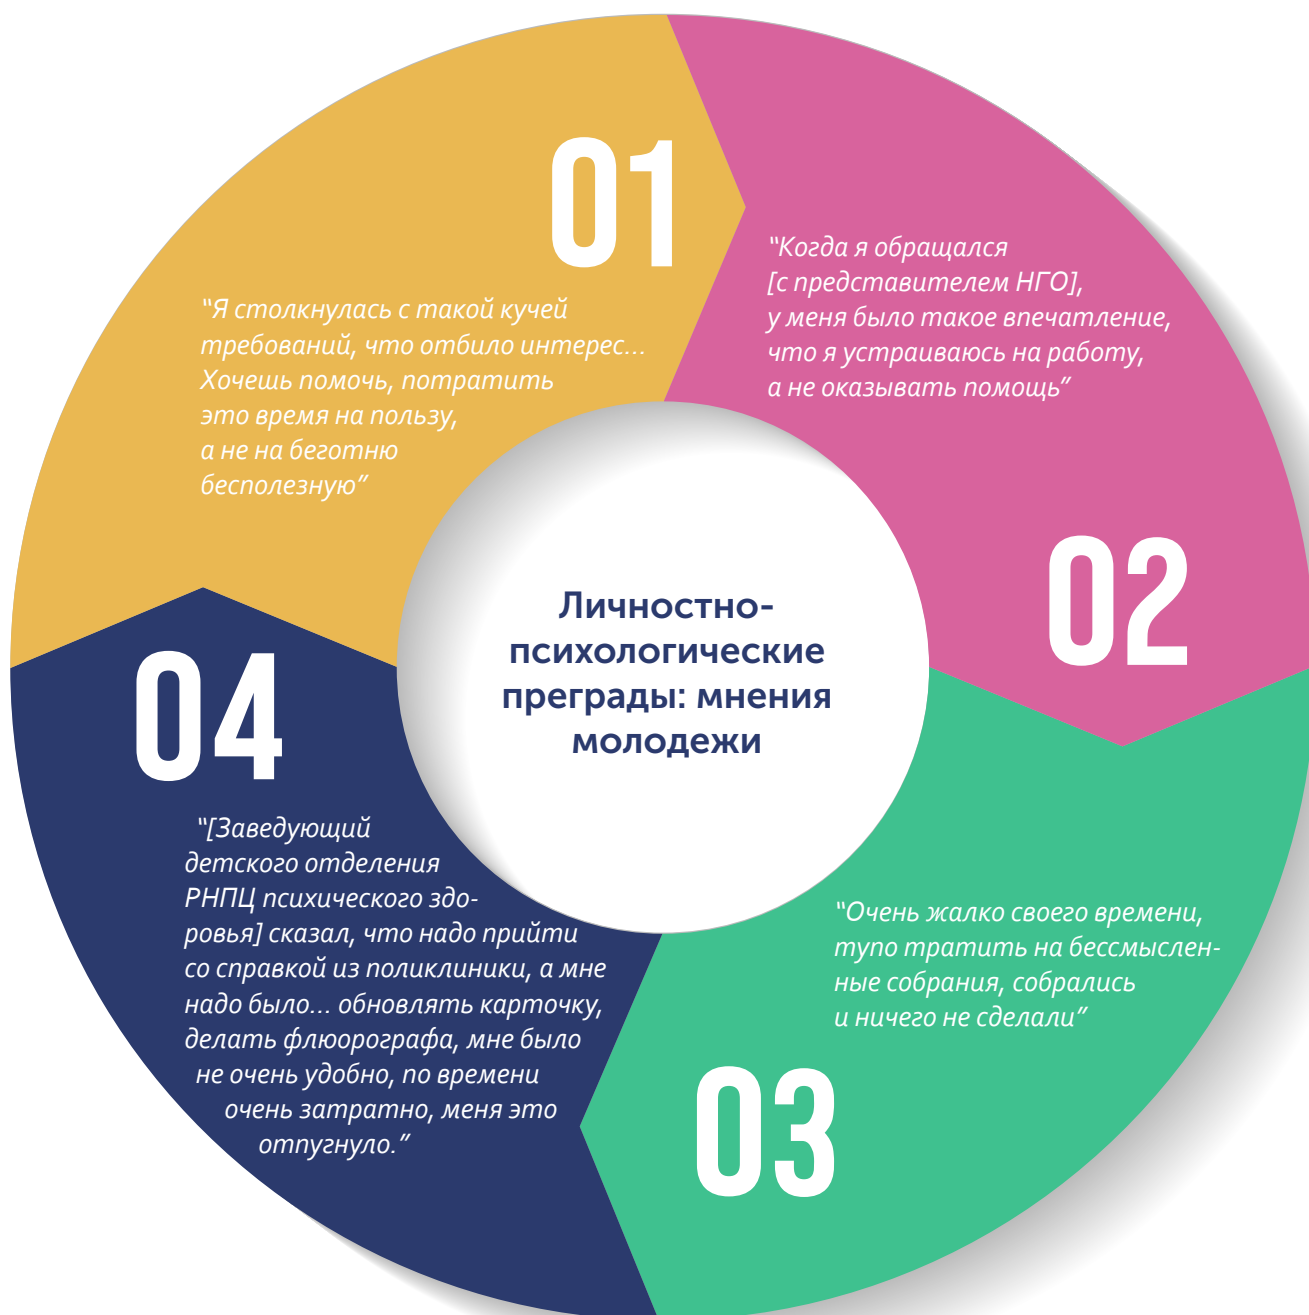 01
"Я столкнулась с такой кучей
требований, что отбило интерес...
Хочешь помочь, потратить
это время на пользу,
а не на беготню
бесполезную"
"Когда я обращался
[с представителем НГО],
у меня было такое впечатление,
что я устраиваюсь на работу,
а не оказывать помощь"
02
Личностно-
психологические
преграды: мнения
молодежи
04
"[Заведующий
детского отделения
РНПЦ психического здо-
ровья] сказал, что надо прийти
со справкой из поликлиники, а мне
надо было... обновлять карточку,
делать флюорографа, мне было
не очень удобно, по времени
очень затратно, меня это
отпугнуло."
"Очень жалко своего времени,
тупо тратить на бессмыслен-
ные собрания, собрались
и ничего не сделали"
03